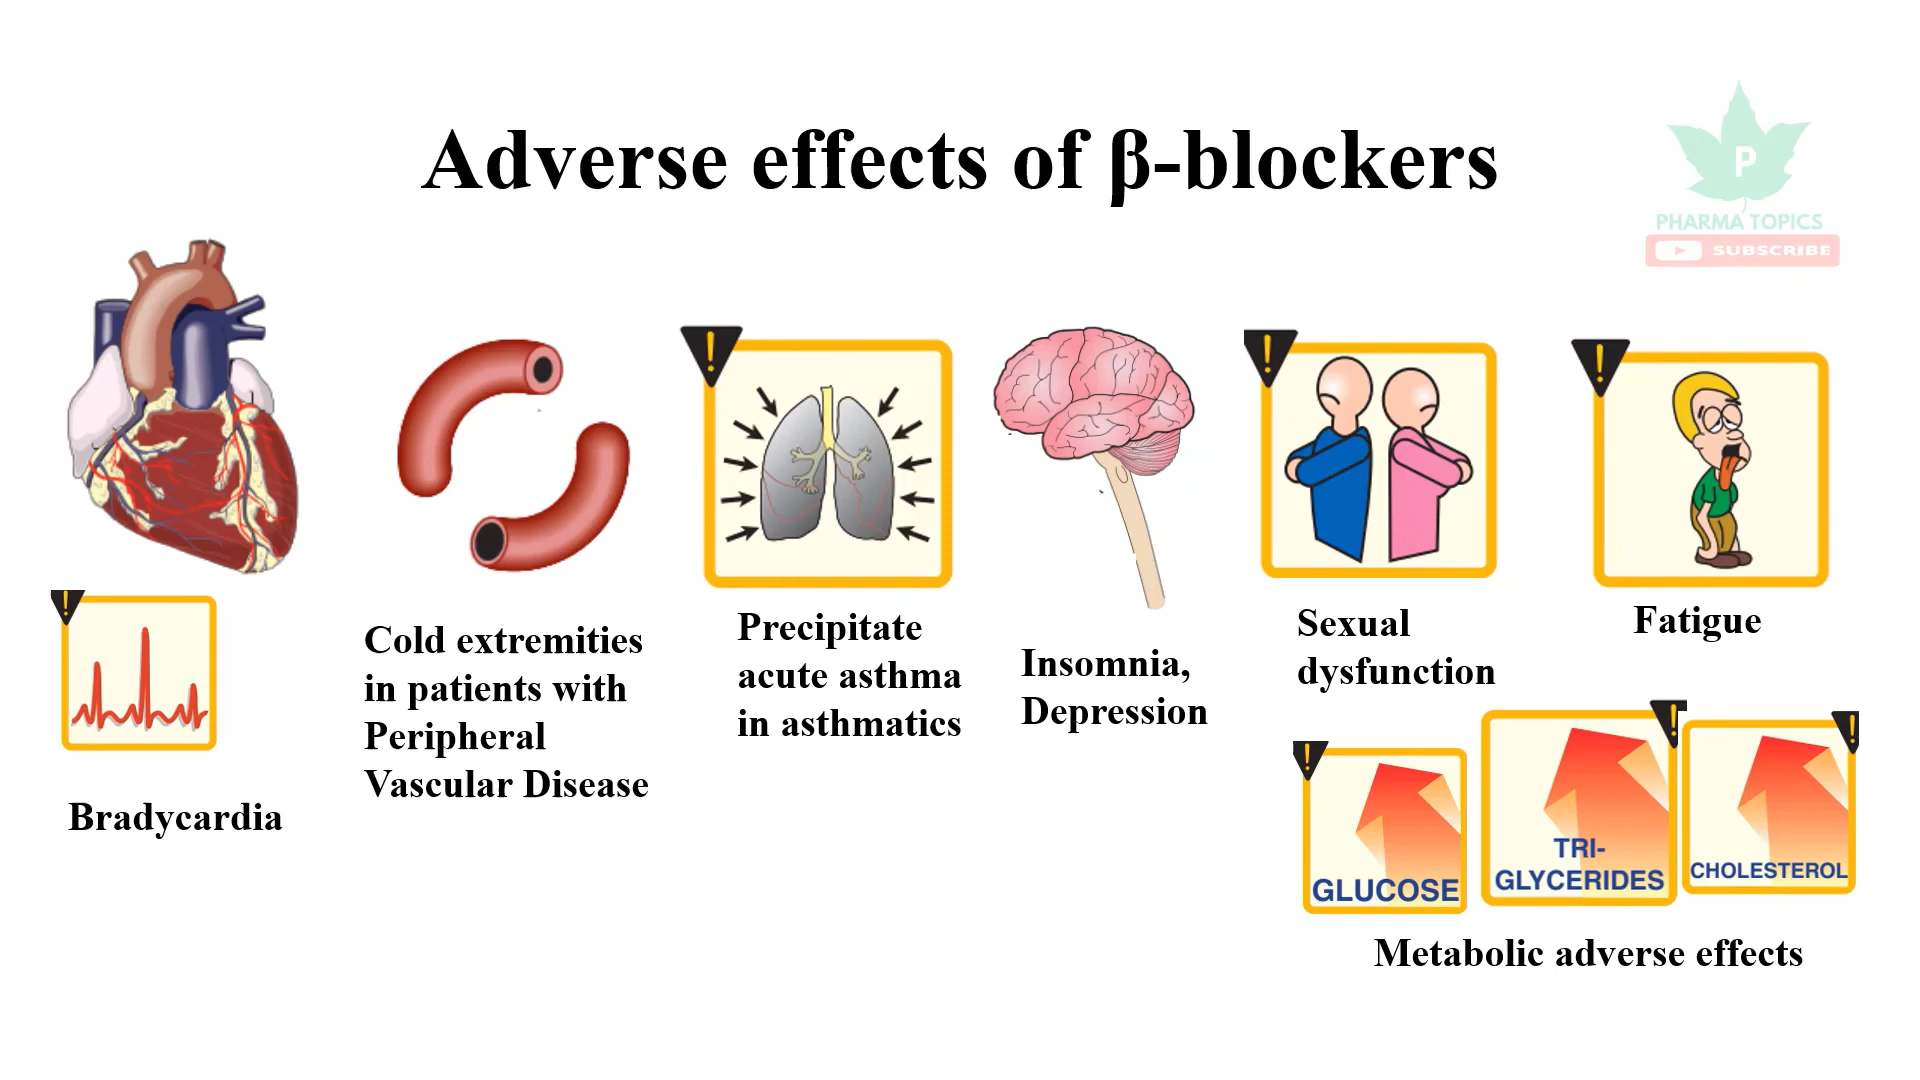 Adverse effects of β-blockers
P
PHARMA TOPICS
SUBSCRIBE
Bradycardia
Cold extremities
in patients with
Peripheral
Vascular Disease
Precipitate
acute asthma
in asthmatics
Insomnia,
Depression
Sexual
dysfunction
Fatigue
GLUCOSE
TRI-
GLYCERIDES
CHOLESTEROL
Metabolic adverse effects